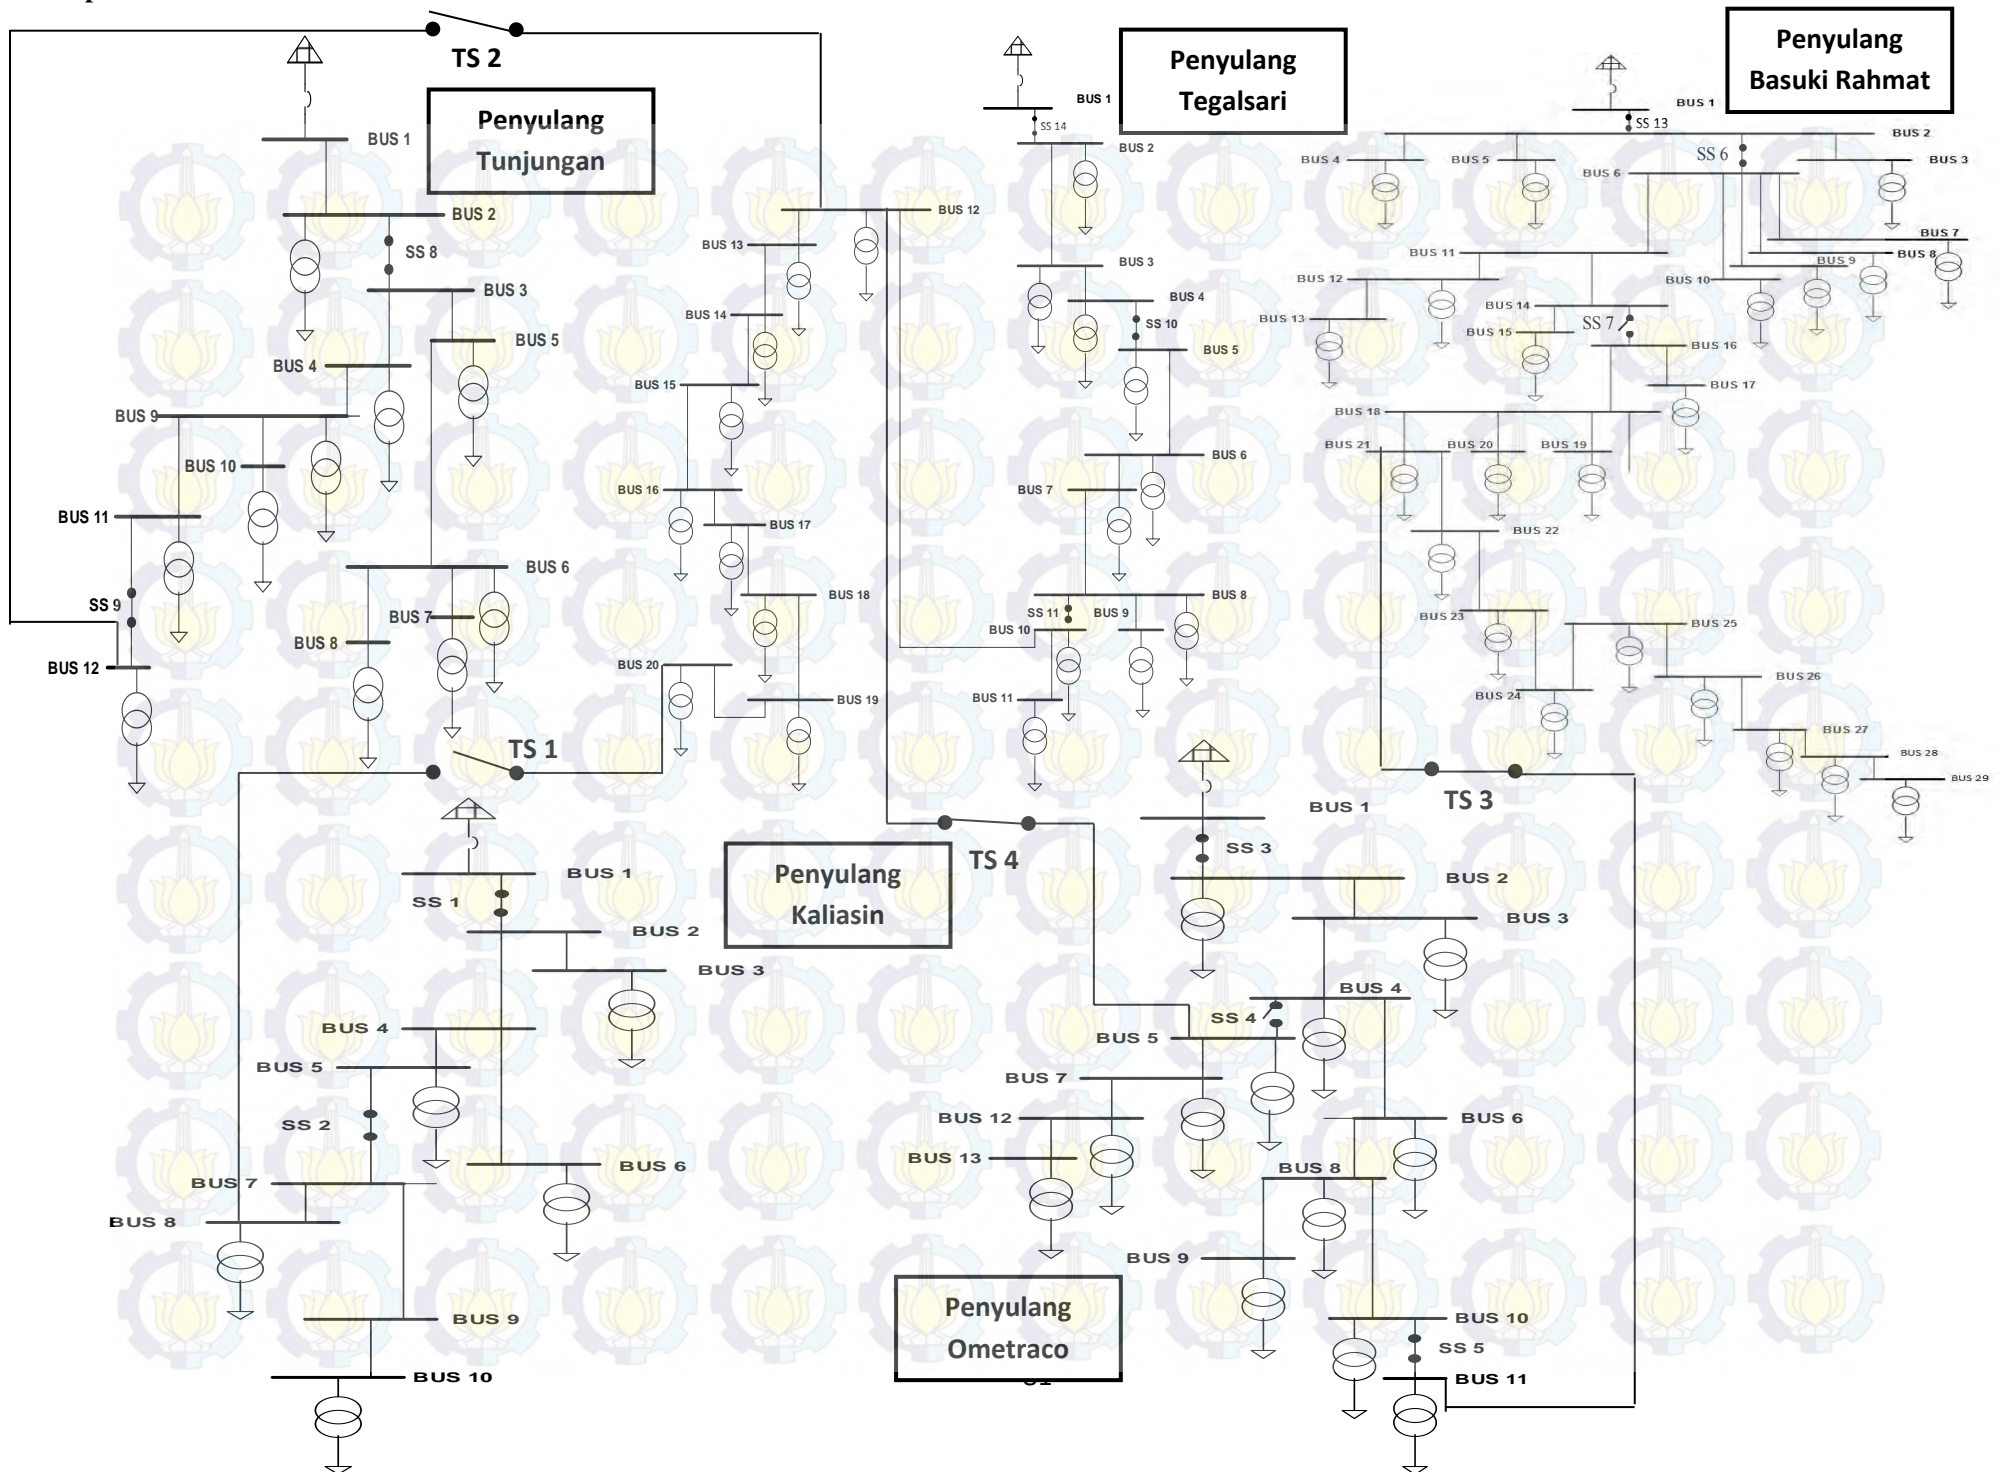 TS 2
Penyulang
Tunjungan
BUS 1
BUS 2
SS 8
BUS 3
BUS 5
BUS 4
BUS 9
BUS 10
BUS 11
BUS 6
SS 9
BUS 7
BUS 8
BUS 12
TS 1
Penyulang
Tegalsari
BUS 1
SS 14
BUS 2
BUS 12
BUS 13
BUS 3
BUS 4
BUS 14
SS 10
BUS 5
BUS 15
BUS 6
BUS 16
BUS 7
BUS 17
BUS 18
BUS 8
SS 11
BUS 9
BUS 10
BUS 20
BUS 19
BUS 11
Penyulang
Basuki Rahmat
BUS 1
SS 13
BUS 2
BUS 4
BUS 5
SS 6
BUS 3
BUS 6
BUS 7
BUS 11
BUS 8
BUS 9
BUS 12
BUS 10
BUS 14
BUS 13
SS 7
BUS 15
BUS 16
BUS 17
BUS 18
BUS 21
BUS 20
BUS 19
BUS 22
BUS 23
BUS 25
BUS 26
BUS 24
BUS 27
BUS 28
BUS 29
TS 3
TS 4
Penyulang
Kaliasin
BUS 1
SS 1
BUS 2
BUS 3
BUS 4
BUS 5
SS 2
BUS 6
BUS 7
BUS 8
BUS 9
BUS 10
BUS 1
SS 3
BUS 2
BUS 3
BUS 4
SS 4
BUS 5
BUS 7
BUS 12
BUS 6
BUS 13
BUS 8
BUS 9
Penyulang
Ometraco
BUS 10
SS 5
BUS 11